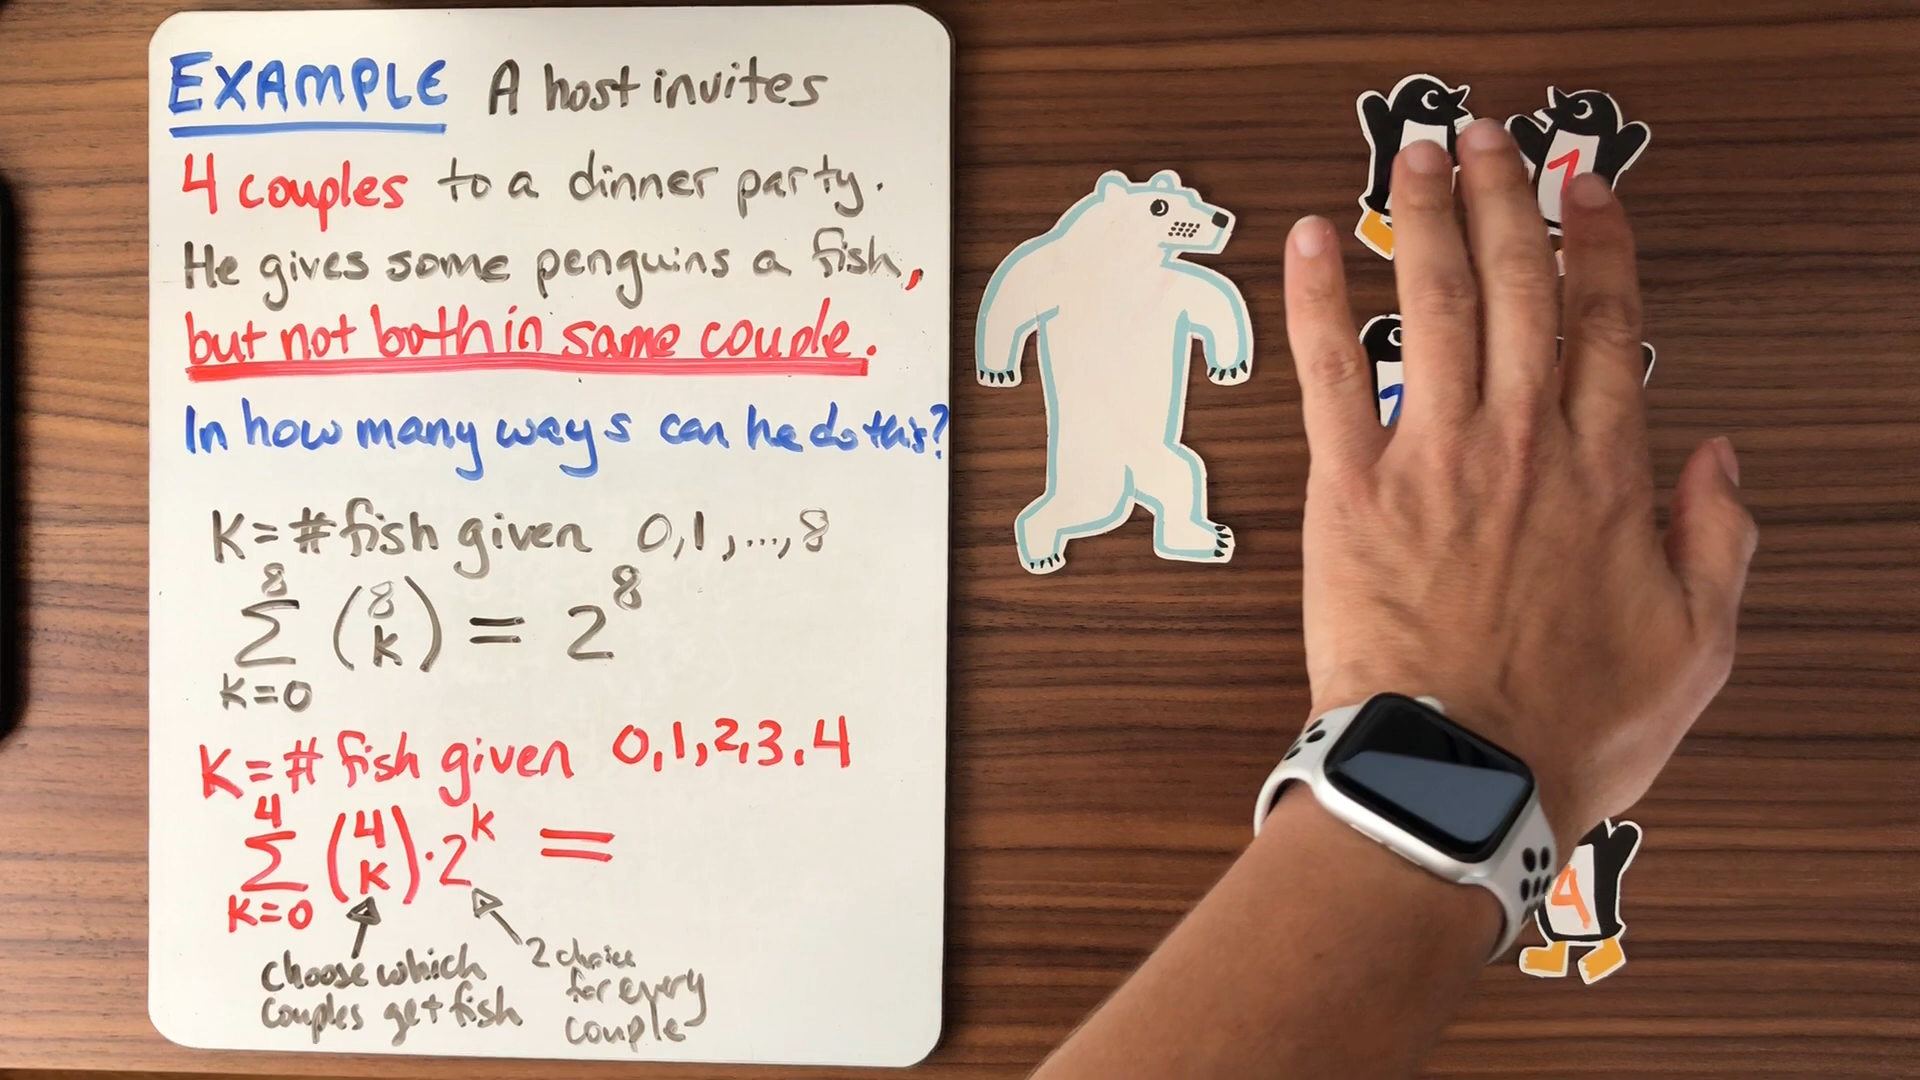 EXAMPLE A host invites
4 couples to a dinner party.
He gives some penguins a fish,
but not both in same couple.
In how many ways can he do this?
K = # fish given 0,1,...,8
8
∑ (8 k) = 2^8
K=0
K = # fish given 0,1,2,3,4
4
∑ (4 k) · 2^k =
K=0
choose which
couples get fish
2 choice
for every
couple
1
2
4